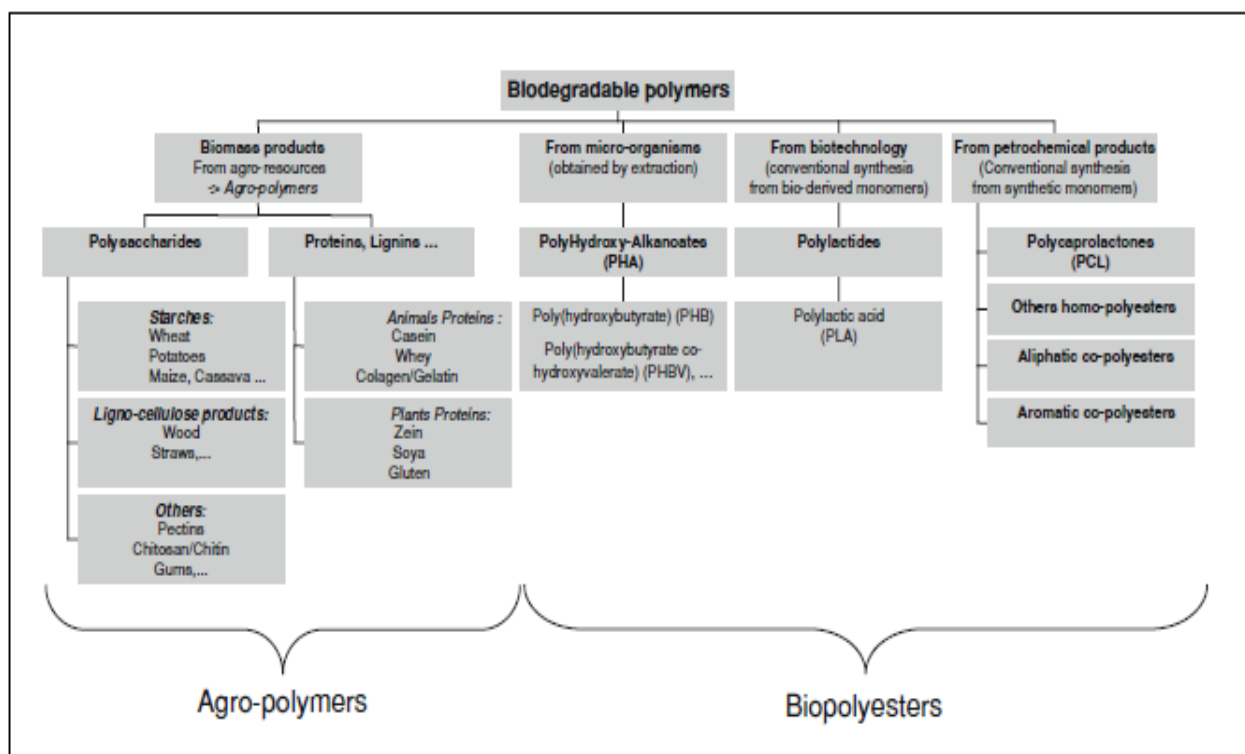 Biodegradable polymers
Biomass products
From agro-resources
-> Agro-polymers
From micro-organisms
(obtained by extraction)
From biotechnology
(conventional synthesis
from bio-derived monomers)
From petrochemical products
(Conventional synthesis
from synthetic monomers)
Polysaccharides
Proteins, Lignins ...
PolyHydroxy-Alkanoates
(PHA)
Polylactides
Polycaprolactones
(PCL)
Starches:
Wheat
Potatoes
Maize, Cassava ...
Animals Proteins :
Casein
Whey
Colagen/Gelatin
Poly(hydroxybutyrate) (PHB)
Poly(hydroxybutyrate co-
hydroxyvalerate) (PHBV), ...
Polylactic acid
(PLA)
Others homo-polyesters
Aliphatic co-polyesters
Ligno-cellulose products:
Wood
Straws,...
Plants Proteins:
Zein
Soya
Gluten
Aromatic co-polyesters
Others:
Pectins
Chitosan/Chitin
Gums,...
Agro-polymers
Biopolyesters